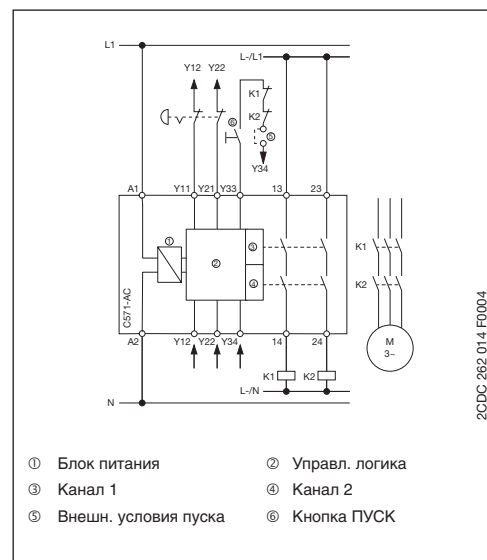 L1
L-/L1
Y12 Y22
K1
K2
⑥
⑤
Y34
A1 Y11 Y21 Y33 13 23
①
②
③
④
C571-AC
K1
K2
M
3~
A2 Y12 Y22 Y34 14 24
K1 K2
L-/N
N
2CDC 262 014 F0004
① Блок питания ② Управл. логика
③ Канал 1 ④ Канал 2
⑤ Внешн. условия пуска ⑥ Кнопка ПУСК